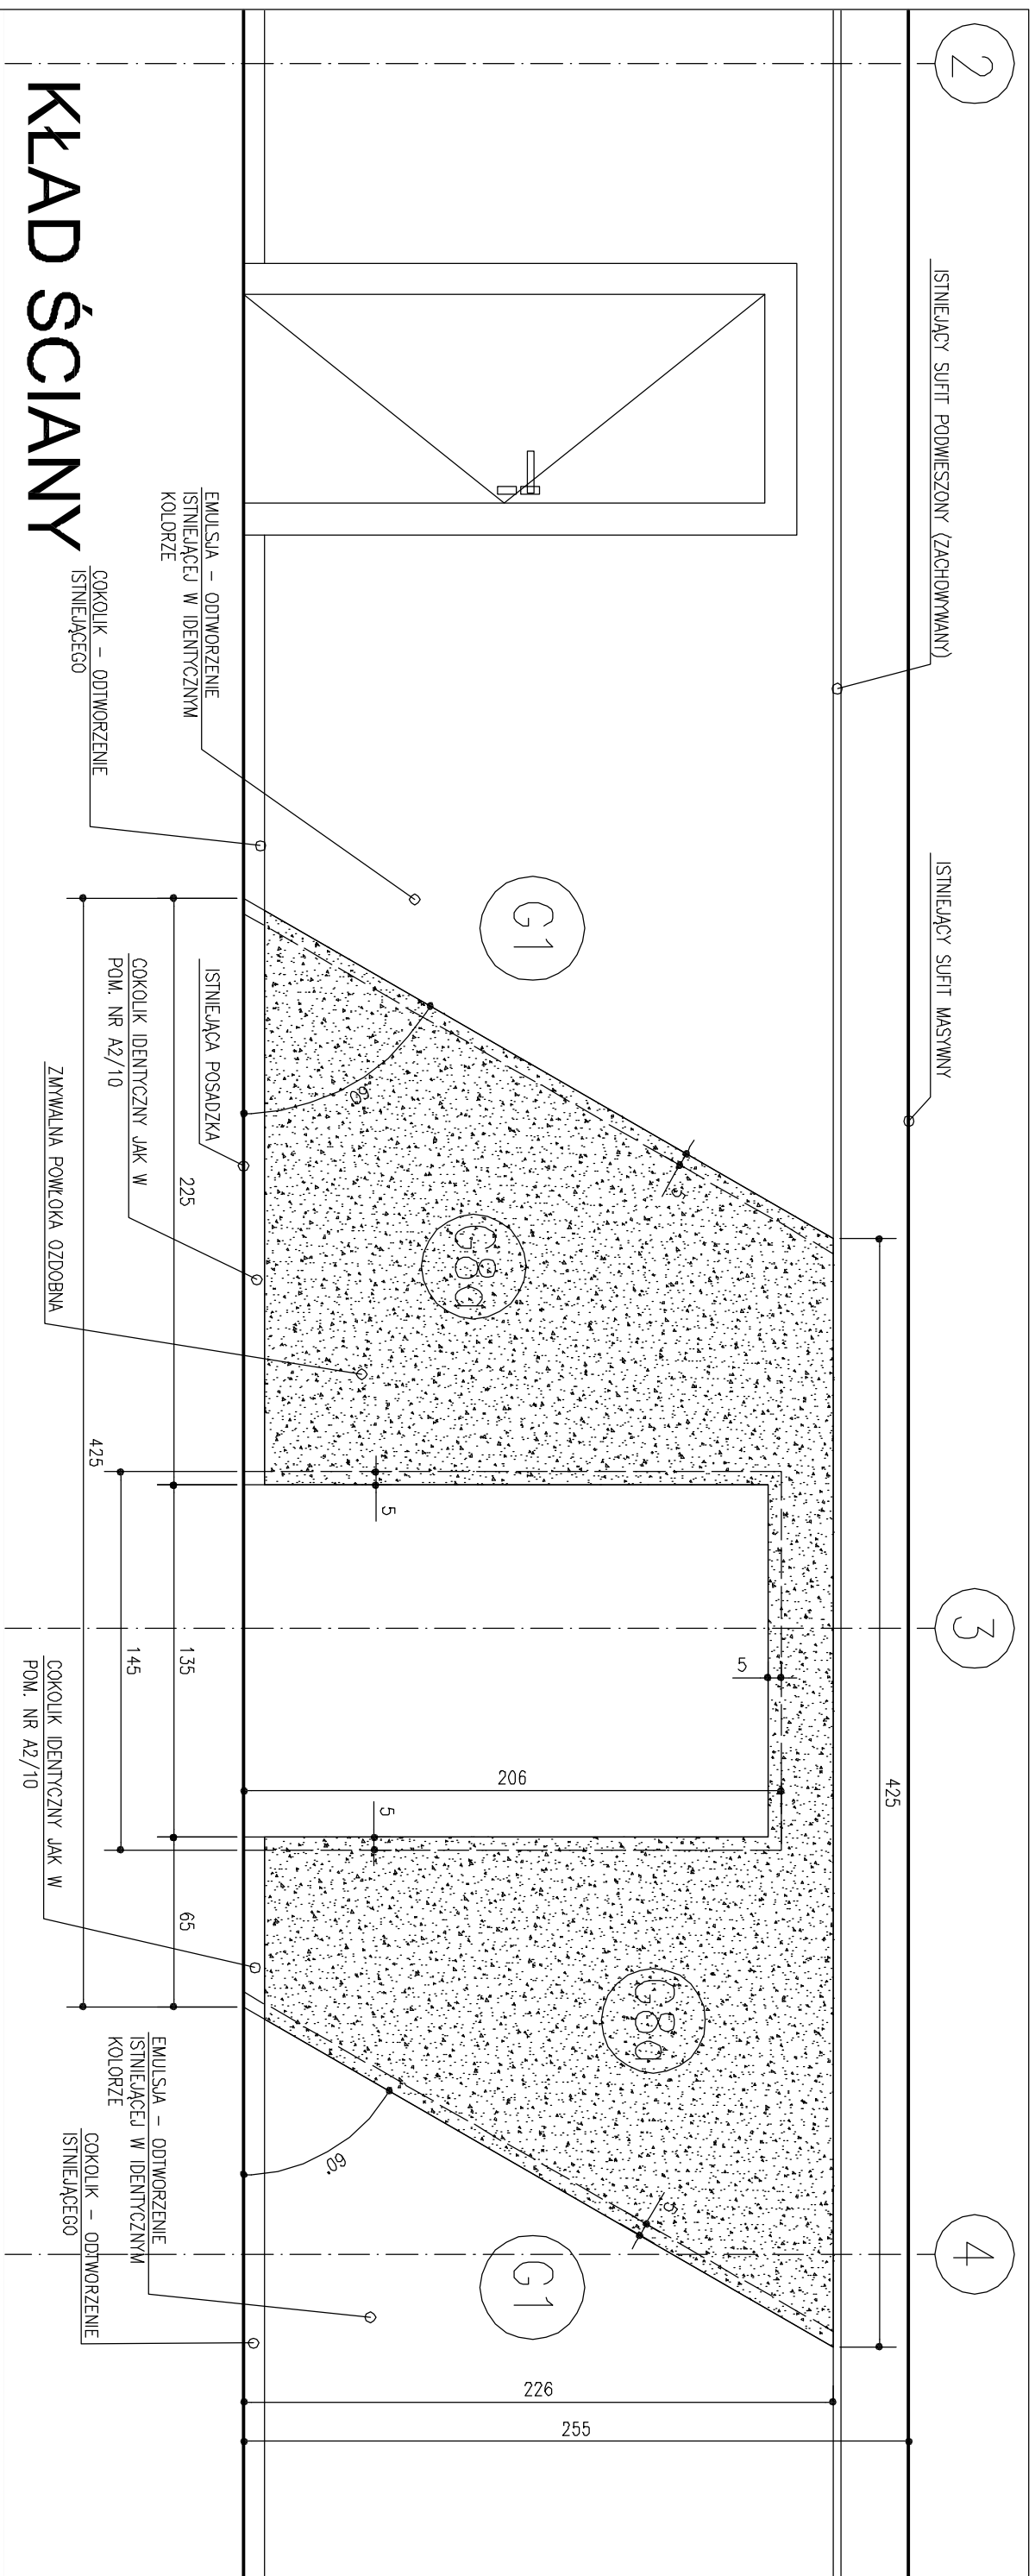 2
3
4
ISTNIEJĄCY SUFIT PODWIESZONY (ZACHOWYWANY)
ISTNIEJĄCY SUFIT MASYWNY
425
G1
G1
C8a
C8a
60°
60°
5
5
5
5
5
206
226
255
EMULSJA – ODTWORZENIE
ISTNIEJĄCEJ W IDENTYCZNYM
KOLORZE
COKOLIK – ODTWORZENIE
ISTNIEJĄCEGO
ISTNIEJĄCA POSADZKA
COKOLIK IDENTYCZNY JAK W
POM. NR A2/10
ZMYWALNA POWŁOKA OZDOBNA
225
135
65
145
425
COKOLIK IDENTYCZNY JAK W
POM. NR A2/10
EMULSJA – ODTWORZENIE
ISTNIEJĄCEJ W IDENTYCZNYM
KOLORZE
COKOLIK – ODTWORZENIE
ISTNIEJĄCEGO
KŁAD ŚCIANY